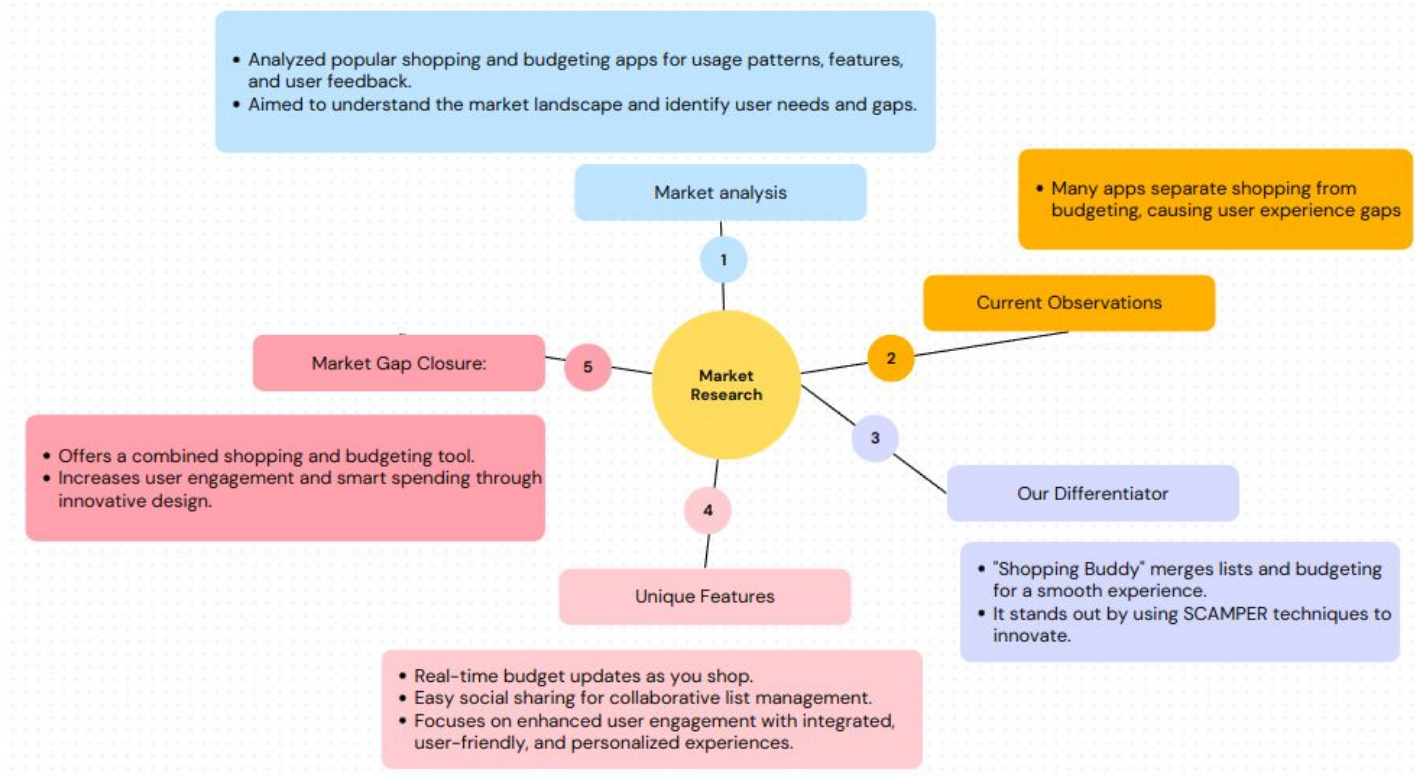 • Analyzed popular shopping and budgeting apps for usage patterns, features,
and user feedback.
• Aimed to understand the market landscape and identify user needs and gaps.
Market analysis
1
• Many apps separate shopping from
budgeting, causing user experience gaps
Current Observations
2
Market
Research
3
Our Differentiator
• "Shopping Buddy" merges lists and budgeting
for a smooth experience.
• It stands out by using SCAMPER techniques to
innovate.
4
Unique Features
• Real-time budget updates as you shop.
• Easy social sharing for collaborative list management.
• Focuses on enhanced user engagement with integrated,
user-friendly, and personalized experiences.
5
Market Gap Closure:
• Offers a combined shopping and budgeting tool.
• Increases user engagement and smart spending through
innovative design.